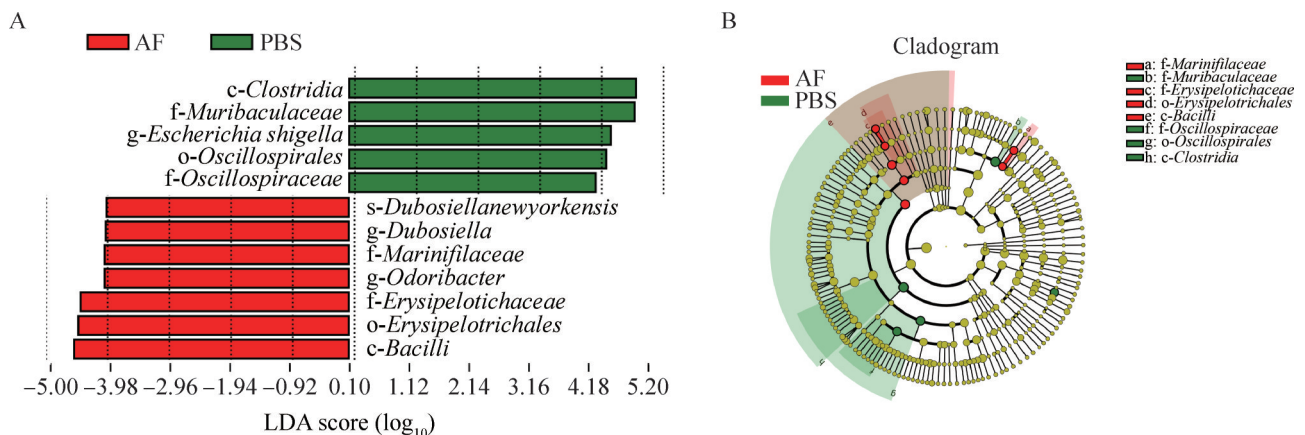 A
AF PBS
c-Clostridia
f-Muribaculaceae
g-Escherichia shigella
o-Oscillospirales
f-Oscillospiraceae
s-Dubosiellanewyorkensis
g-Dubosiella
f-Marinifilaceae
g-Odoribacter
f-Erysipelotichaceae
o-Erysipelotrichales
c-Bacilli
-5.00 -3.98 -2.96 -1.94 -0.92 0.10 1.12 2.14 3.16 4.18 5.20
LDA score (log10)
B
Cladogram
AF
PBS
a: f-Marinifilaceae
b: f-Muribaculaceae
c: f-Erysipelotichaceae
d: o-Erysipelotrichales
e: c-Bacilli
f: f-Oscillospiraceae
g: o-Oscillospirales
h: c-Clostridia
e
d
b
a